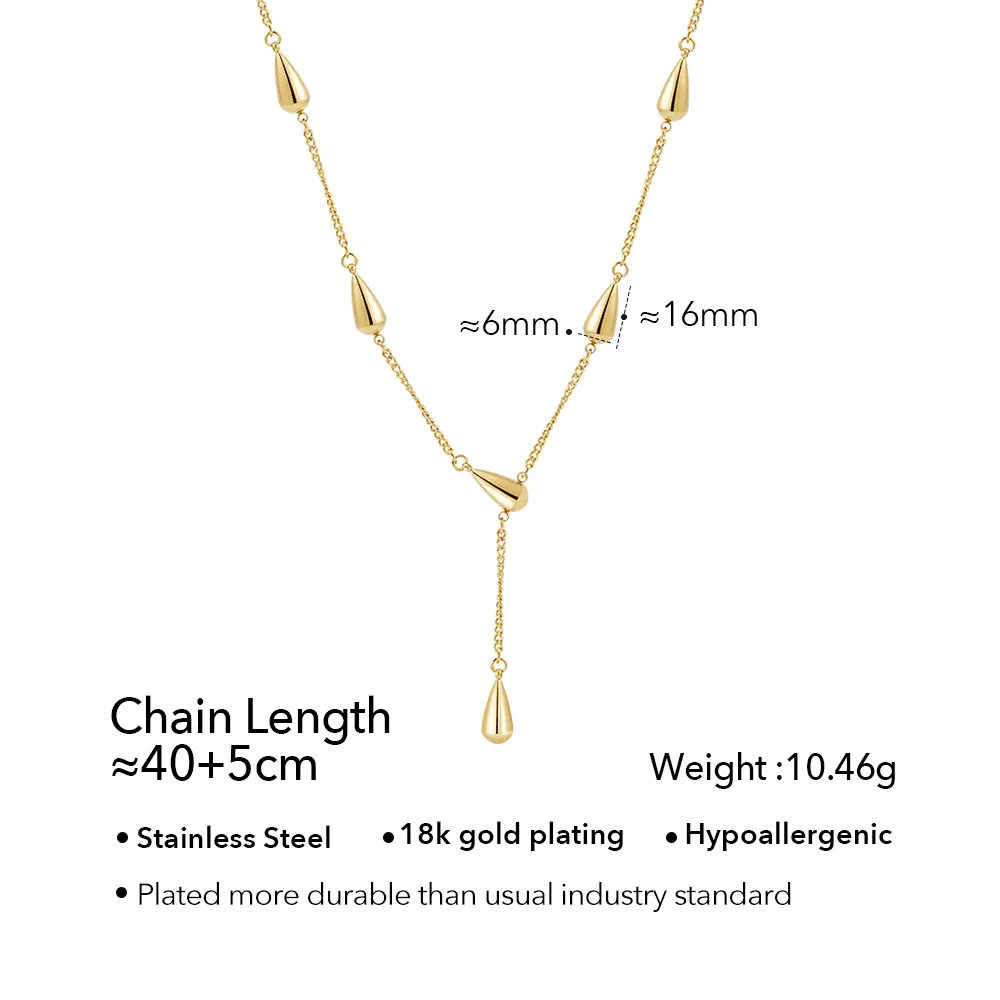 ≈6mm
≈16mm
Chain Length
≈40+5cm
Weight :10.46g
• Stainless Steel
• 18k gold plating
• Hypoallergenic
• Plated more durable than usual industry standard